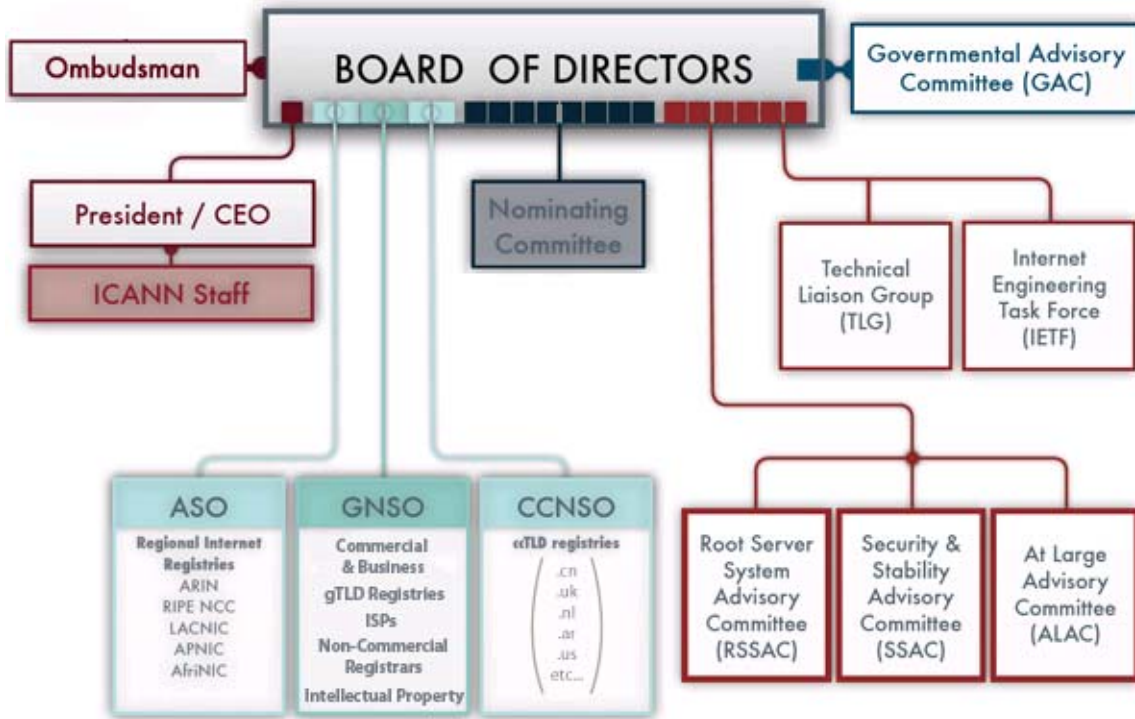 Ombudsman
BOARD OF DIRECTORS
Governmental Advisory
Committee (GAC)
President / CEO
ICANN Staff
Nominating
Committee
Technical
Liaison Group
(TLG)
Internet
Engineering
Task Force
(IETF)
ASO
Regional Internet
Registries
ARIN
RIPE NCC
LACNIC
APNIC
AfriNIC
GNSO
Commercial
& Business
gTLD Registries
ISPs
Non-Commercial
Registrars
Intellectual Property
CCNSO
ccTLD registries
.cn
.uk
.nl
.ar
.us
etc...
Root Server
System
Advisory
Committee
(RSSAC)
Security &
Stability
Advisory
Committee
(SSAC)
At Large
Advisory
Committee
(ALAC)